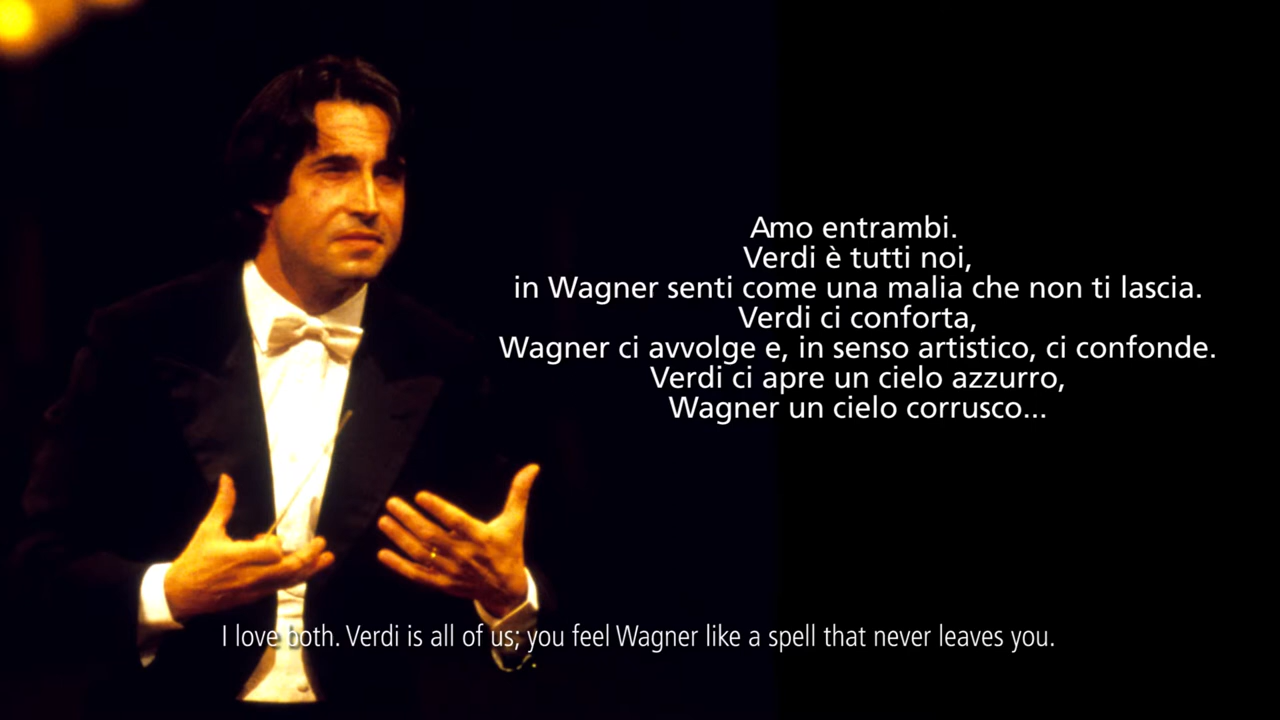 Amo entrambi.
Verdi è tutti noi,
in Wagner senti come una malia che non ti lascia.
Verdi ci conforta,
Wagner ci avvolge e, in senso artistico, ci confonde.
Verdi ci apre un cielo azzurro,
Wagner un cielo corrusco...
I love both. Verdi is all of us; you feel Wagner like a spell that never leaves you.